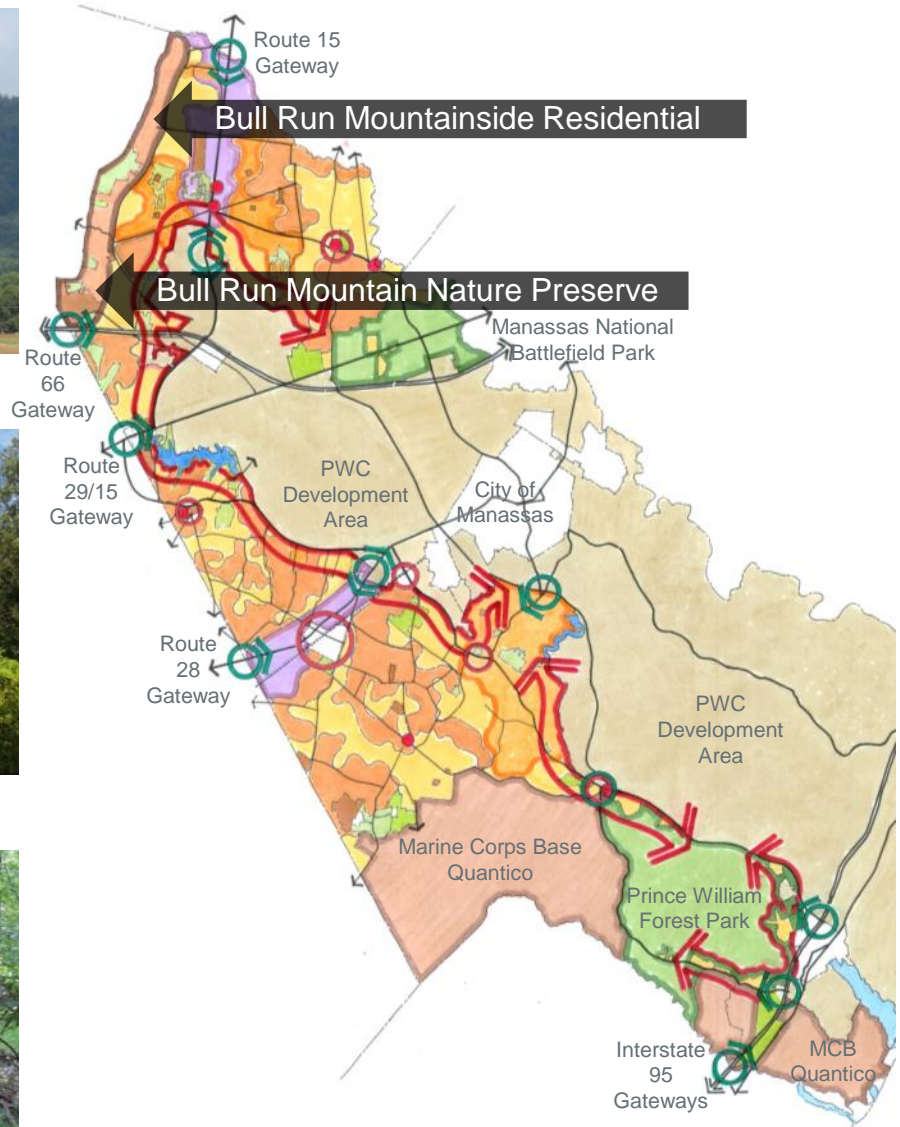 Route 15
Gateway
Bull Run Mountainside Residential
Bull Run Mountain Nature Preserve
Manassas National
Battlefield Park
Route
66
Gateway
Route
29/15
Gateway
PWC
Development
Area
City of
Manassas
Route
28
Gateway
PWC
Development
Area
Marine Corps Base
Quantico
Prince William
Forest Park
Interstate
95
Gateways
MCB
Quantico